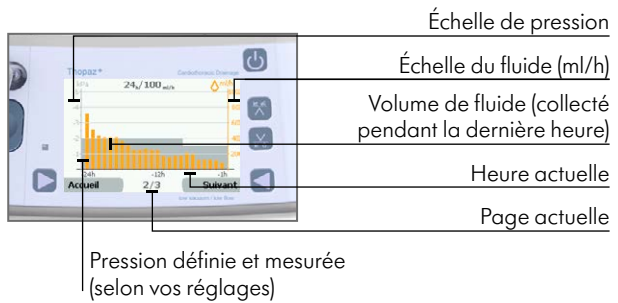 Échelle de pression
Échelle du fluide (ml/h)
Volume de fluide (collecté
pendant la dernière heure)
Heure actuelle
Page actuelle
Pression définie et mesurée
(selon vos réglages)
Thopaz+
24h/100 ml/h
-24h -12h -1h
Accueil 2/3 Suivant